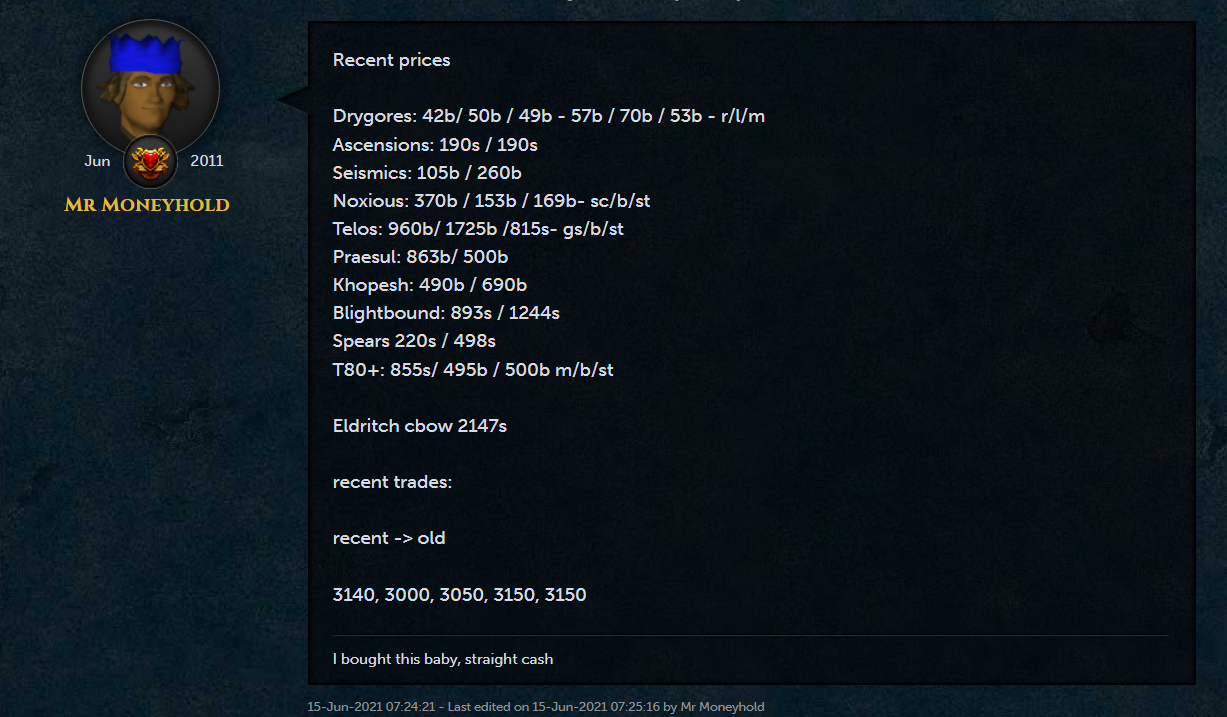 Recent prices
Drygores: 42b/ 50b / 49b - 57b / 70b / 53b - r/l/m
Ascensions: 190s / 190s
Seismics: 105b / 260b
Noxious: 370b / 153b / 169b- sc/b/st
Telos: 960b/ 1725b /815s- gs/b/st
Praesul: 863b/ 500b
Khopesh: 490b / 690b
Blightbound: 893s / 1244s
Spears 220s / 498s
T80+: 855s/ 495b / 500b m/b/st
Eldritch cbow 2147s
recent trades:
recent -> old
3140, 3000, 3050, 3150, 3150
I bought this baby, straight cash
Jun 2011
Mr Moneyhold
15-Jun-2021 07:24:21 - Last edited on 15-Jun-2021 07:25:16 by Mr Moneyhold